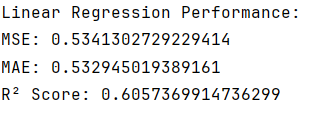 Linear Regression Performance:
MSE: 0.5341302729229414
MAE: 0.532945019389161
R² Score: 0.6057369914736299